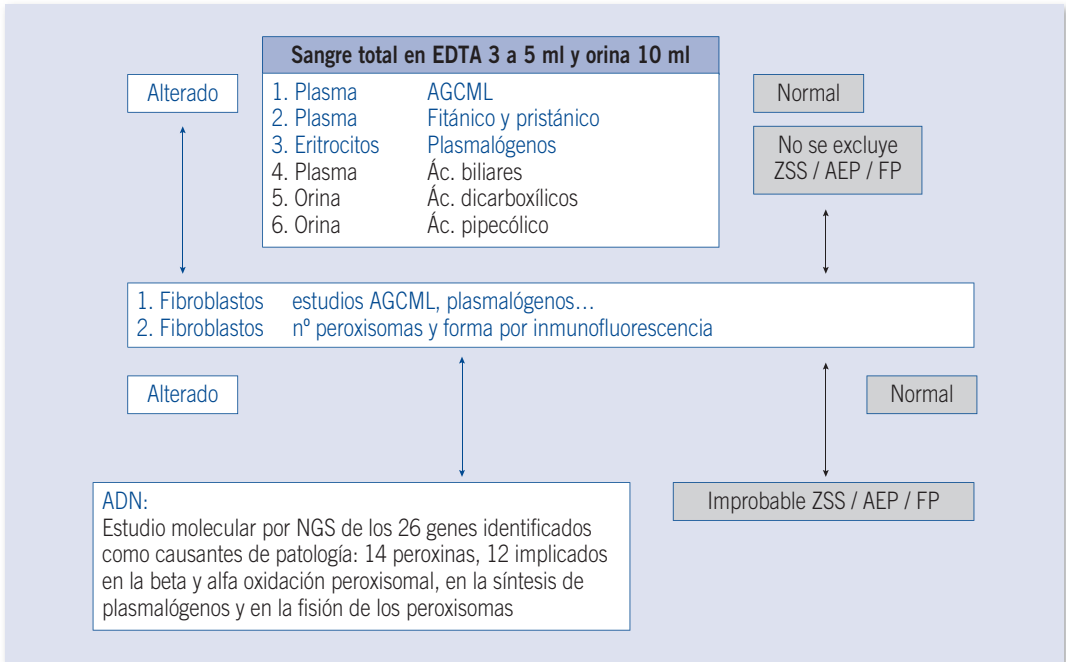 Sangre total en EDTA 3 a 5 ml y orina 10 ml
Alterado
1. Plasma AGCML
2. Plasma Fitánico y pristánico
3. Eritrocitos Plasmalógenos
4. Plasma Ác. biliares
5. Orina Ác. dicarboxílicos
6. Orina Ác. pipecólico
Normal
No se excluye
ZSS / AEP / FP
1. Fibroblastos estudios AGCML, plasmalógenos...
2. Fibroblastos nº peroxisomas y forma por inmunofluorescencia
Alterado
Normal
ADN:
Estudio molecular por NGS de los 26 genes identificados
como causantes de patología: 14 peroxinas, 12 implicados
en la beta y alfa oxidación peroxisomal, en la síntesis de
plasmalógenos y en la fisión de los peroxisomas
Improbable ZSS / AEP / FP